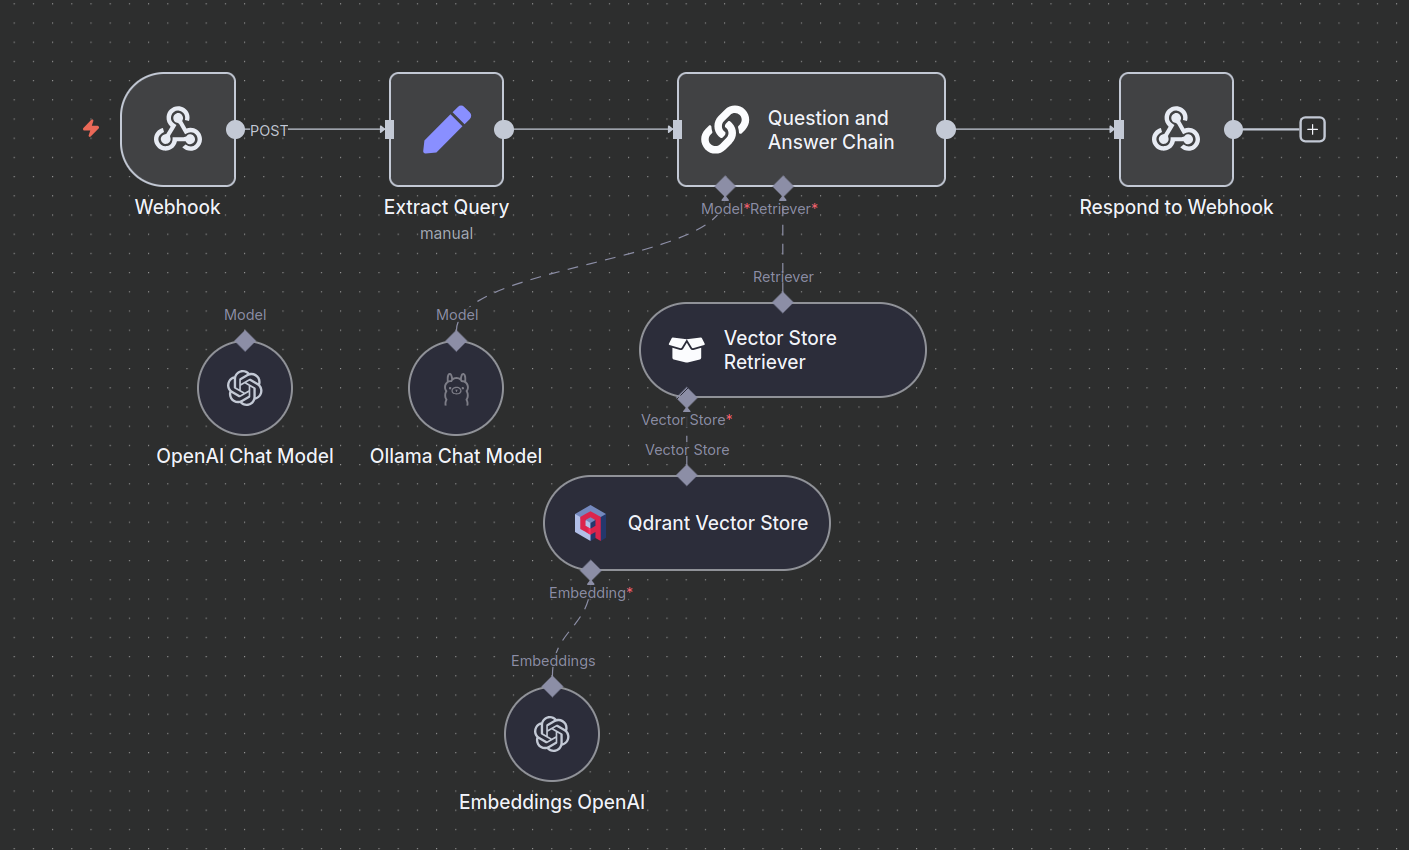 POST
Question and
Answer Chain
Webhook
Extract Query
manual
Model*
Retriever*
Respond to Webhook
Retriever
Model
Model
Vector Store
Retriever
OpenAI Chat Model
Ollama Chat Model
Vector Store*
Vector Store
Qdrant Vector Store
Embedding*
Embeddings
Embeddings OpenAI